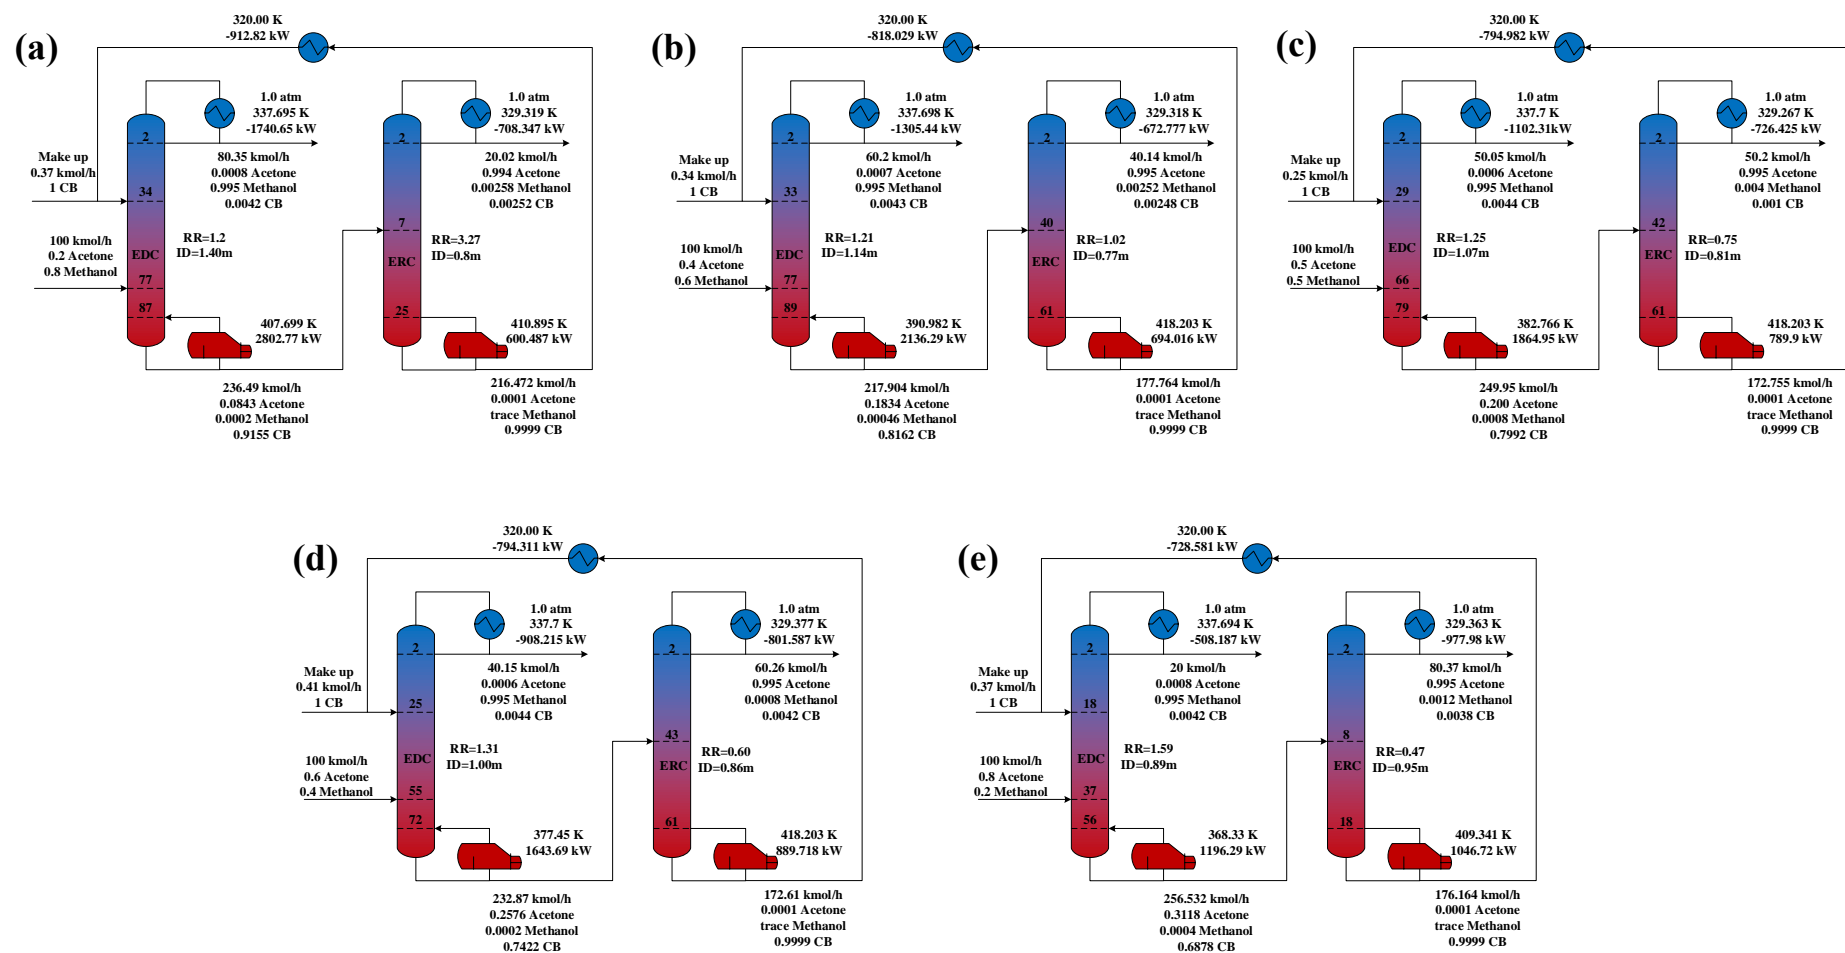 (a)
320.00 K
-912.82 kW
1.0 atm
337.695 K
-1740.65 kW
1.0 atm
329.319 K
-708.347 kW
2
2
Make up
0.37 kmol/h
1 CB
80.35 kmol/h
0.0008 Acetone
0.995 Methanol
0.0042 CB
20.02 kmol/h
0.994 Acetone
0.00258 Methanol
0.00252 CB
34
7
100 kmol/h
0.2 Acetone
0.8 Methanol
EDC
RR=1.2
ID=1.40m
ERC
RR=3.27
ID=0.8m
77
87
25
407.699 K
2802.77 kW
410.895 K
600.487 kW
236.49 kmol/h
0.0843 Acetone
0.0002 Methanol
0.9155 CB
216.472 kmol/h
0.0001 Acetone
trace Methanol
0.9999 CB
(b)
320.00 K
-818.029 kW
1.0 atm
337.698 K
-1305.44 kW
1.0 atm
329.318 K
-672.777 kW
2
2
Make up
0.34 kmol/h
1 CB
60.2 kmol/h
0.0007 Acetone
0.995 Methanol
0.0043 CB
40.14 kmol/h
0.995 Acetone
0.00252 Methanol
0.00248 CB
33
40
100 kmol/h
0.4 Acetone
0.6 Methanol
EDC
RR=1.21
ID=1.14m
ERC
RR=1.02
ID=0.77m
77
89
61
390.982 K
2136.29 kW
418.203 K
694.016 kW
217.904 kmol/h
0.1834 Acetone
0.00046 Methanol
0.8162 CB
177.764 kmol/h
0.0001 Acetone
trace Methanol
0.9999 CB
(c)
320.00 K
-794.982 kW
1.0 atm
337.7 K
-1102.31kW
1.0 atm
329.267 K
-726.425 kW
2
2
Make up
0.25 kmol/h
1 CB
50.05 kmol/h
0.0006 Acetone
0.995 Methanol
0.0044 CB
50.2 kmol/h
0.995 Acetone
0.004 Methanol
0.001 CB
29
42
100 kmol/h
0.5 Acetone
0.5 Methanol
EDC
RR=1.25
ID=1.07m
ERC
RR=0.75
ID=0.81m
66
79
61
382.766 K
1864.95 kW
418.203 K
789.9 kW
249.95 kmol/h
0.200 Acetone
0.0008 Methanol
0.7992 CB
172.755 kmol/h
0.0001 Acetone
trace Methanol
0.9999 CB
(d)
320.00 K
-794.311 kW
1.0 atm
337.7 K
-908.215 kW
1.0 atm
329.377 K
-801.587 kW
2
2
Make up
0.41 kmol/h
1 CB
40.15 kmol/h
0.0006 Acetone
0.995 Methanol
0.0044 CB
60.26 kmol/h
0.995 Acetone
0.0008 Methanol
0.0042 CB
25
43
100 kmol/h
0.6 Acetone
0.4 Methanol
EDC
RR=1.31
ID=1.00m
ERC
RR=0.60
ID=0.86m
55
72
61
377.45 K
1643.69 kW
418.203 K
889.718 kW
232.87 kmol/h
0.2576 Acetone
0.0002 Methanol
0.7422 CB
172.61 kmol/h
0.0001 Acetone
trace Methanol
0.9999 CB
(e)
320.00 K
-728.581 kW
1.0 atm
337.694 K
-508.187 kW
1.0 atm
329.363 K
-977.98 kW
2
2
Make up
0.37 kmol/h
1 CB
20 kmol/h
0.0008 Acetone
0.995 Methanol
0.0042 CB
80.37 kmol/h
0.995 Acetone
0.0012 Methanol
0.0038 CB
18
8
100 kmol/h
0.8 Acetone
0.2 Methanol
EDC
RR=1.59
ID=0.89m
ERC
RR=0.47
ID=0.95m
37
56
18
368.33 K
1196.29 kW
409.341 K
1046.72 kW
256.532 kmol/h
0.3118 Acetone
0.0004 Methanol
0.6878 CB
176.164 kmol/h
0.0001 Acetone
trace Methanol
0.9999 CB